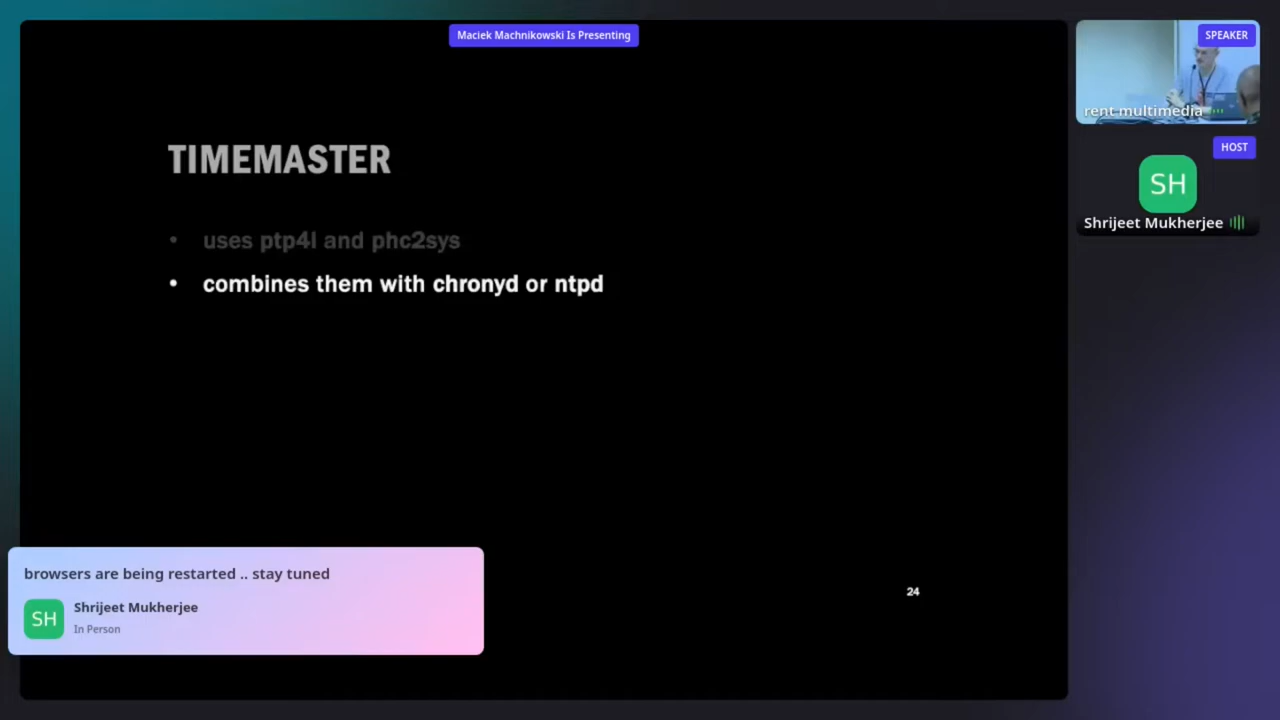 Maciek Machnikowski Is Presenting
SPEAKER
rent multimedia
HOST
SH
Shrijeet Mukherjee
TIMEMASTER
• uses ptp4l and phc2sys
• combines them with chronyd or ntpd
24
browsers are being restarted .. stay tuned
SH
Shrijeet Mukherjee
In Person